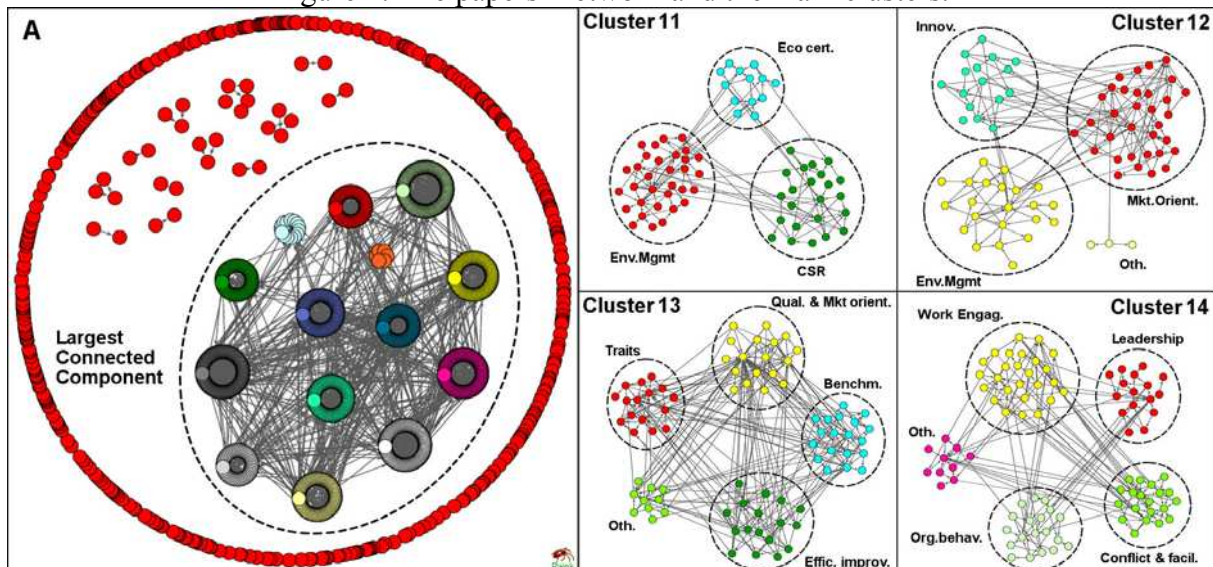 A
Largest
Connected
Component
Cluster 11
Eco cert.
Env.Mgmt
CSR
Cluster 12
Innov.
Mkt.Orient.
Env.Mgmt
Oth.
Cluster 13
Qual. & Mkt orient.
Traits
Benchm.
Oth.
Effic. improv.
Cluster 14
Work Engag.
Leadership
Oth.
Org.behav.
Conflict & facil.